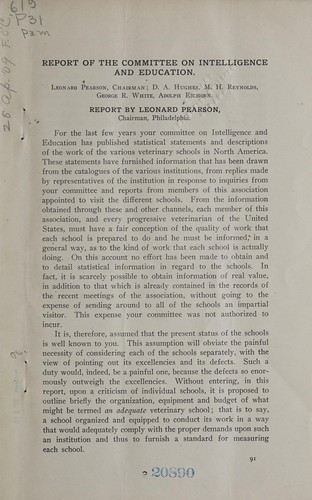 619
P31
Pam
REPORT OF THE COMMITTEE ON INTELLIGENCE
AND EDUCATION.
Leonard Pearson, Chairman; D. A. Hughes, M. H. Reynolds,
George R. White, Adolph Eichhorn.
REPORT BY LEONARD PEARSON,
Chairman, Philadelphia.
For the last few years your committee on Intelligence and
Education has published statistical statements and descriptions
of the work of the various veterinary schools in North America.
These statements have furnished information that has been drawn
from the catalogues of the various institutions, from replies made
by representatives of the institution in response to inquiries from
your committee and reports from members of this association
appointed to visit the different schools. From the information
obtained through these and other channels, each member of this
association, and every progressive veterinarian of the United
States, must have a fair conception of the quality of work that
each school is prepared to do and he must be informed, in a
general way, as to the kind of work that each school is actually
doing. On this account no effort has been made to obtain and
to detail statistical information in regard to the schools. In
fact, it is scarcely possible to obtain information of real value,
in addition to that which is already contained in the records of
the recent meetings of the association, without going to the
expense of sending around to all of the schools an impartial
visitor. This expense your committee was not authorized to
incur.
It is, therefore, assumed that the present status of the schools
is well known to you. This assumption will obviate the painful
necessity of considering each of the schools separately, with the
view of pointing out its excellencies and its defects. Such a
duty would, indeed, be a painful one, because the defects so enor-
mously outweigh the excellencies. Without entering, in this
report, upon a criticism of individual schools, it is proposed to
outline briefly the organization, equipment and budget of what
might be termed an adequate veterinary school; that is to say,
a school organized and equipped to conduct its work in a way
that would adequately comply with the proper demands upon such
an institution and thus to furnish a standard for measuring
each school.
91
20890